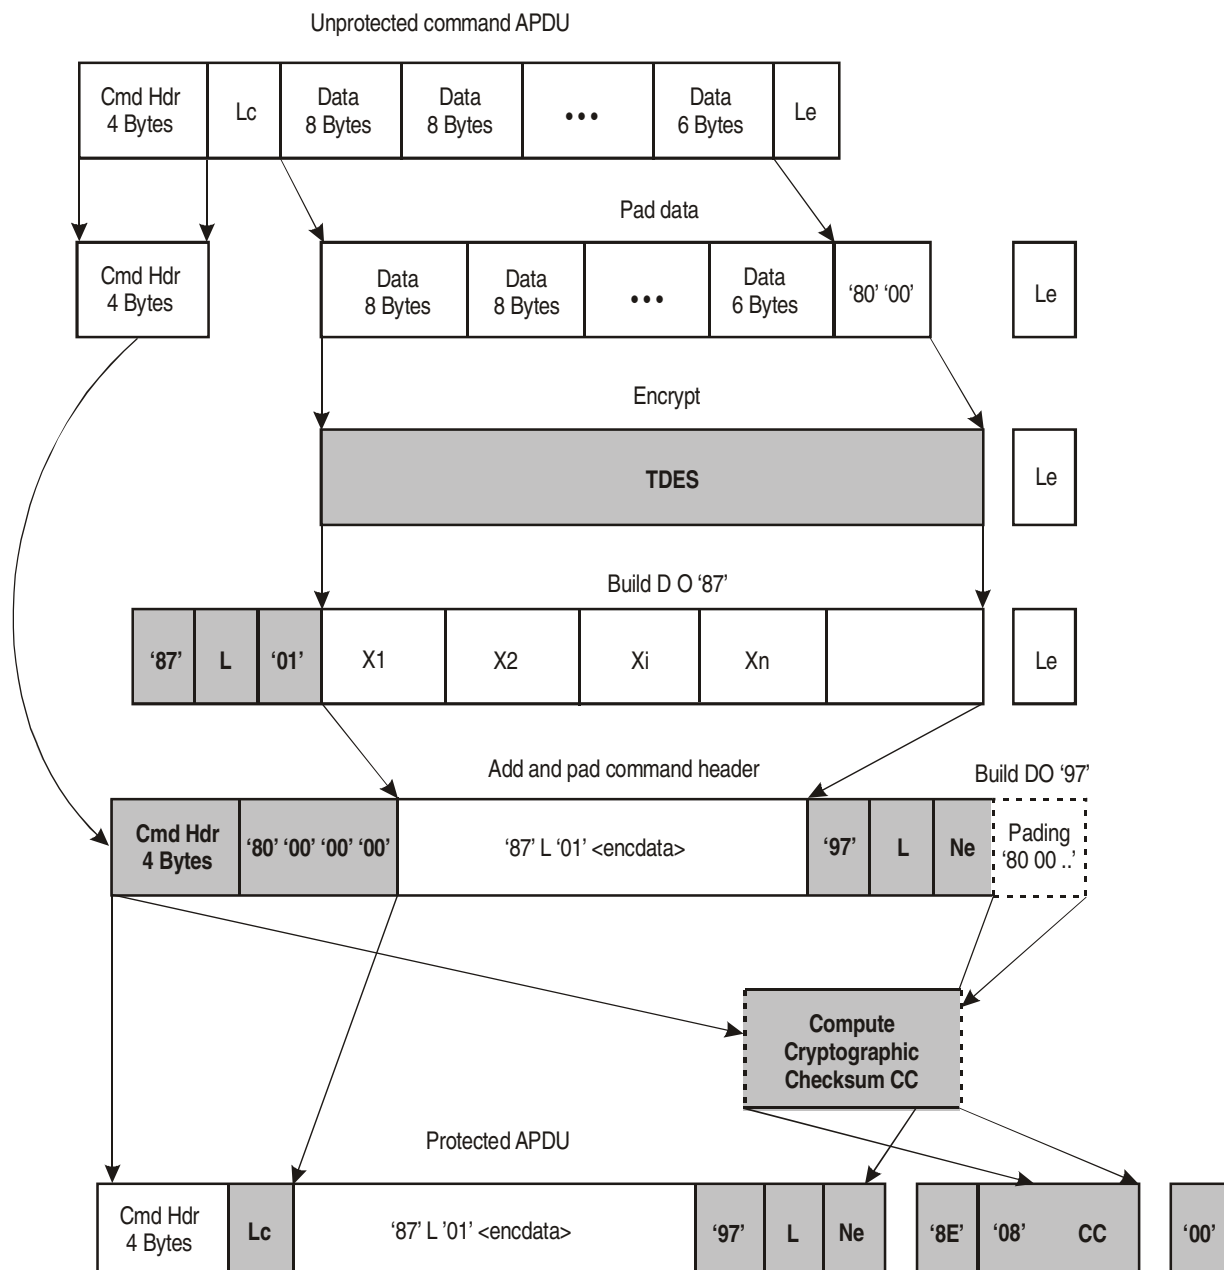 Unprotected command APDU
Cmd Hdr
4 Bytes
Lc
Data
8 Bytes
Data
8 Bytes
•••
Data
6 Bytes
Le
Pad data
Cmd Hdr
4 Bytes
Data
8 Bytes
Data
8 Bytes
•••
Data
6 Bytes
‘80’ ‘00’
Le
Encrypt
TDES
Le
Build D O ‘87’
‘87’
L
‘01’
X1
X2
Xi
Xn
Le
Add and pad command header
Build DO ‘97’
Cmd Hdr
4 Bytes
‘80’ ‘00’ ‘00’ ‘00’
‘87’ L ‘01’ <encdata>
‘97’
L
Ne
Pading
‘80 00 ..’
Compute
Cryptographic
Checksum CC
Protected APDU
Cmd Hdr
4 Bytes
Lc
‘87’ L ’01’ <encdata>
‘97’
L
Ne
‘8E’
‘08’
CC
‘00’